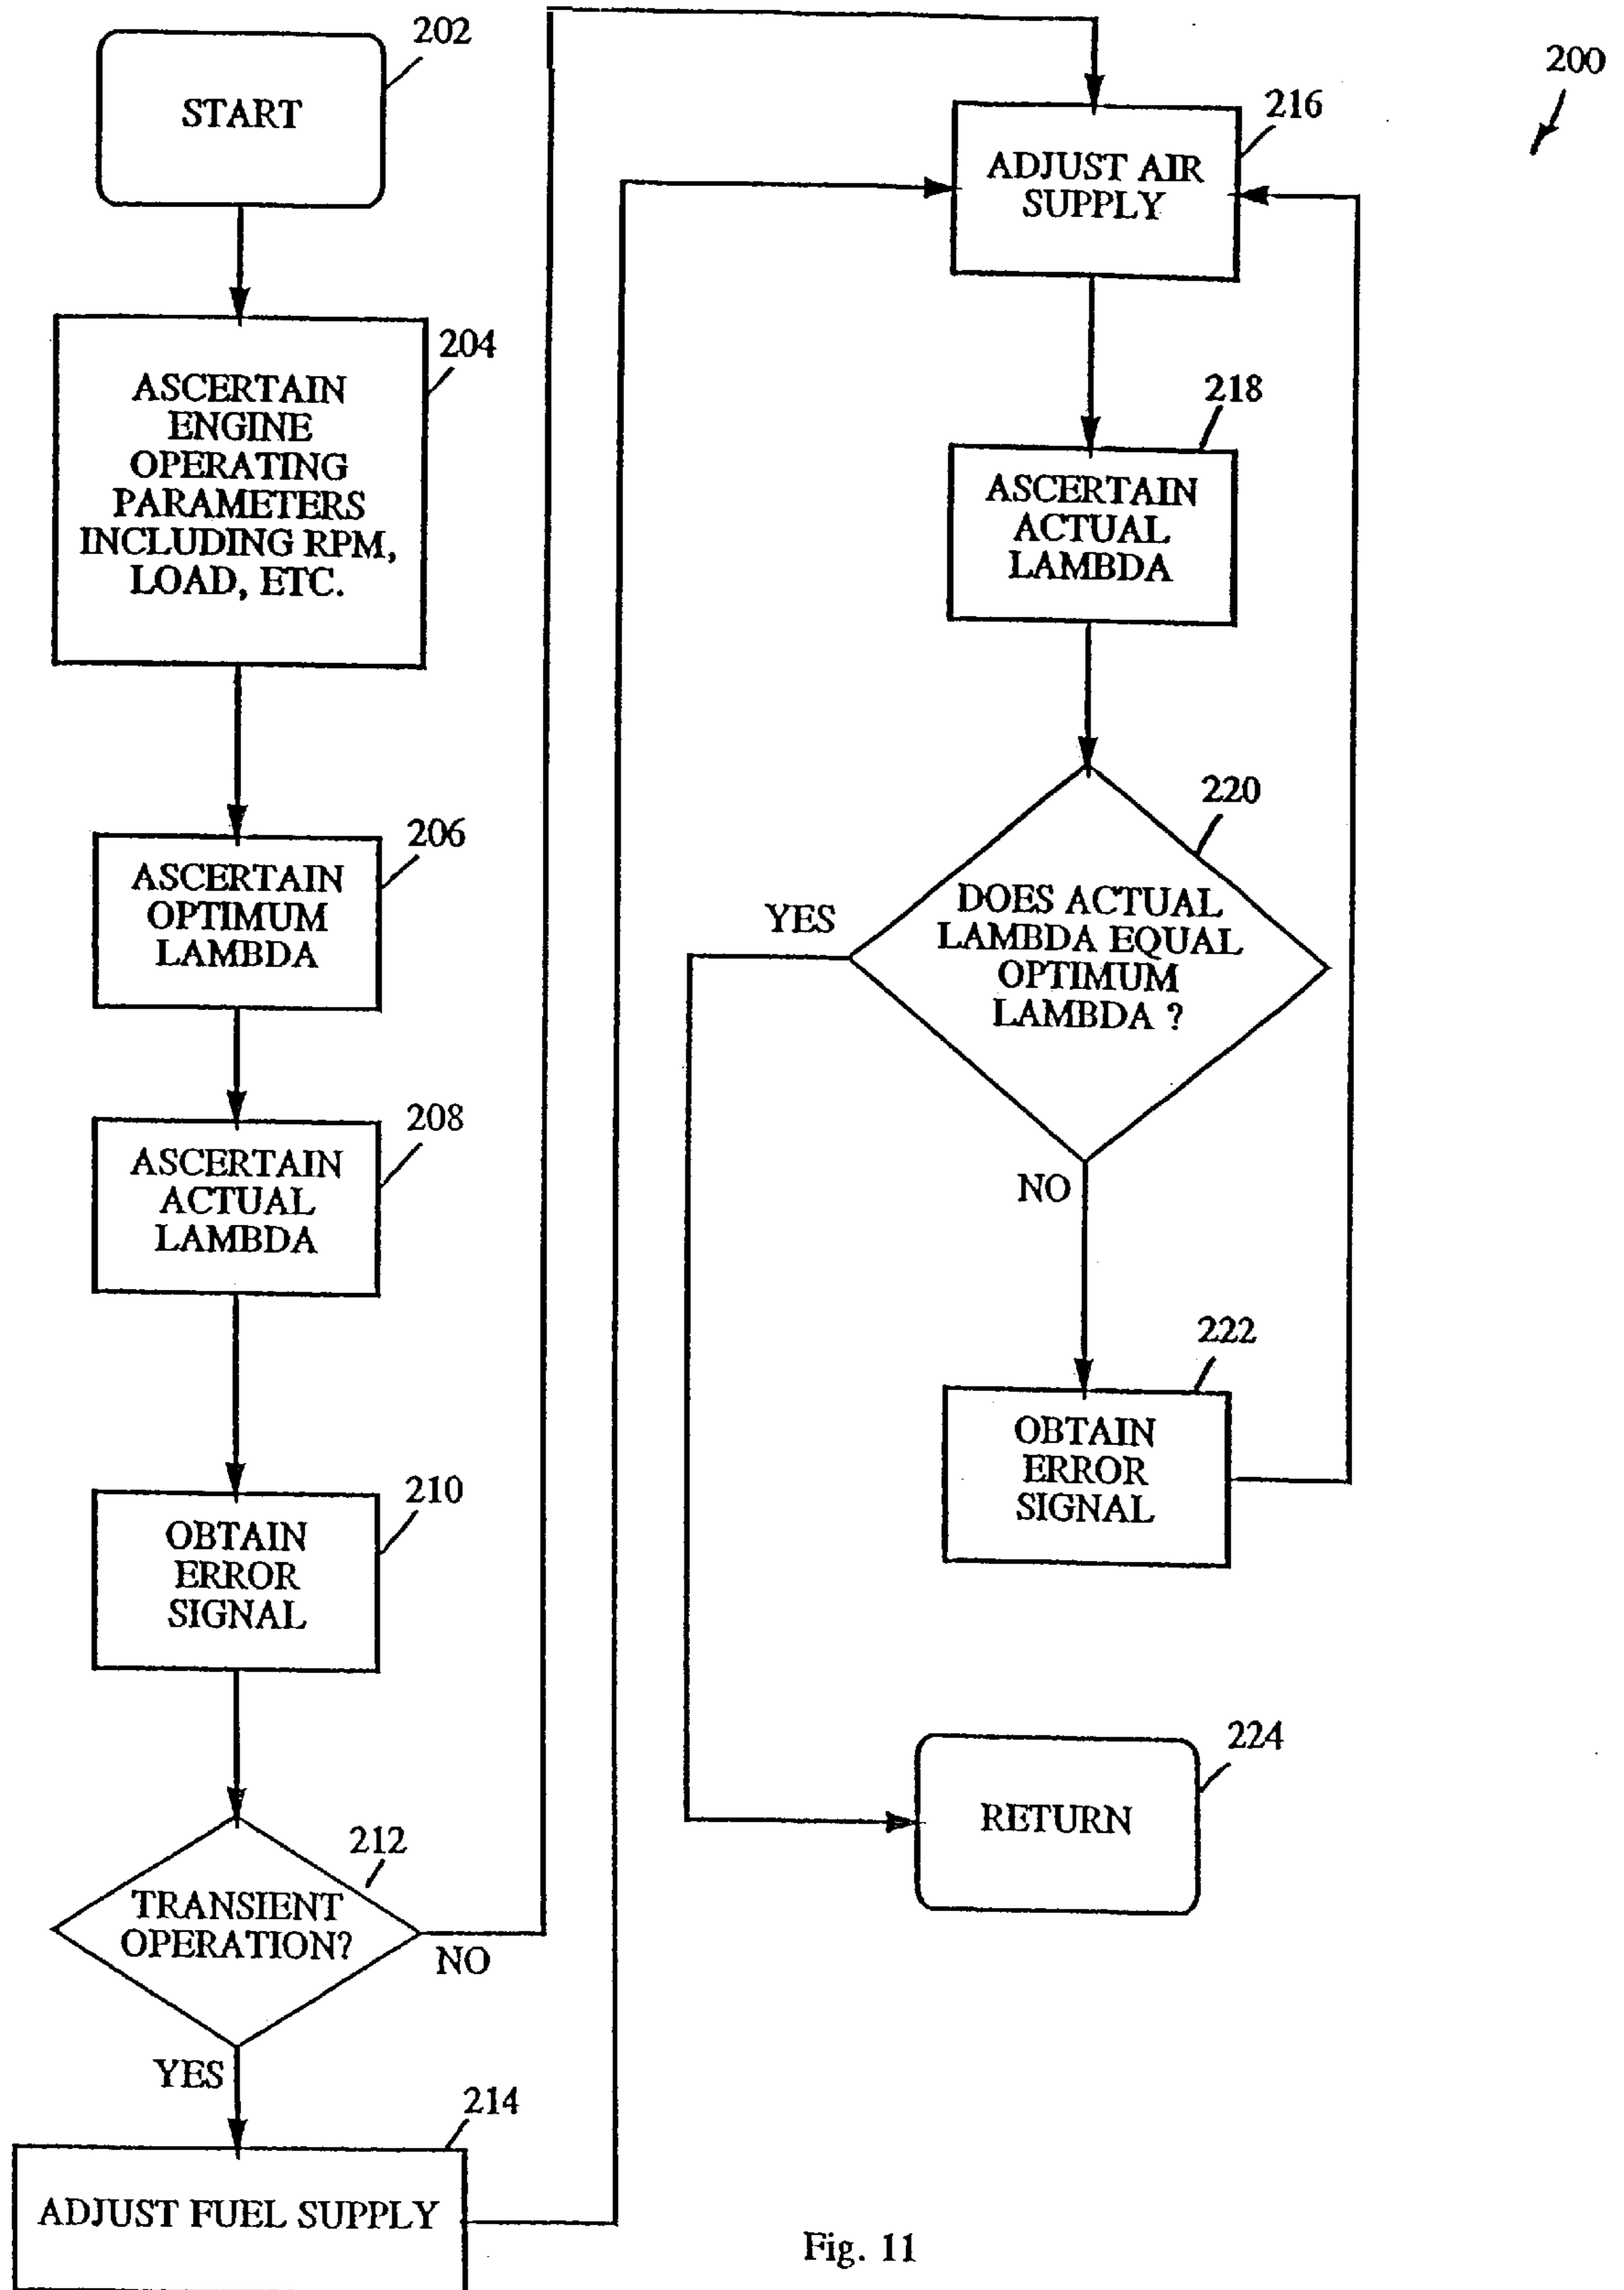 202
START
204
ASCERTAIN
ENGINE
OPERATING
PARAMETERS
INCLUDING RPM,
LOAD, ETC.
206
ASCERTAIN
OPTIMUM
LAMBDA
208
ASCERTAIN
ACTUAL
LAMBDA
210
OBTAIN
ERROR
SIGNAL
212
TRANSIENT
OPERATION?
NO
YES
214
ADJUST FUEL SUPPLY
200
216
ADJUST AIR
SUPPLY
218
ASCERTAIN
ACTUAL
LAMBDA
220
YES
DOES ACTUAL
LAMBDA EQUAL
OPTIMUM
LAMBDA ?
NO
222
OBTAIN
ERROR
SIGNAL
224
RETURN
Fig. 11